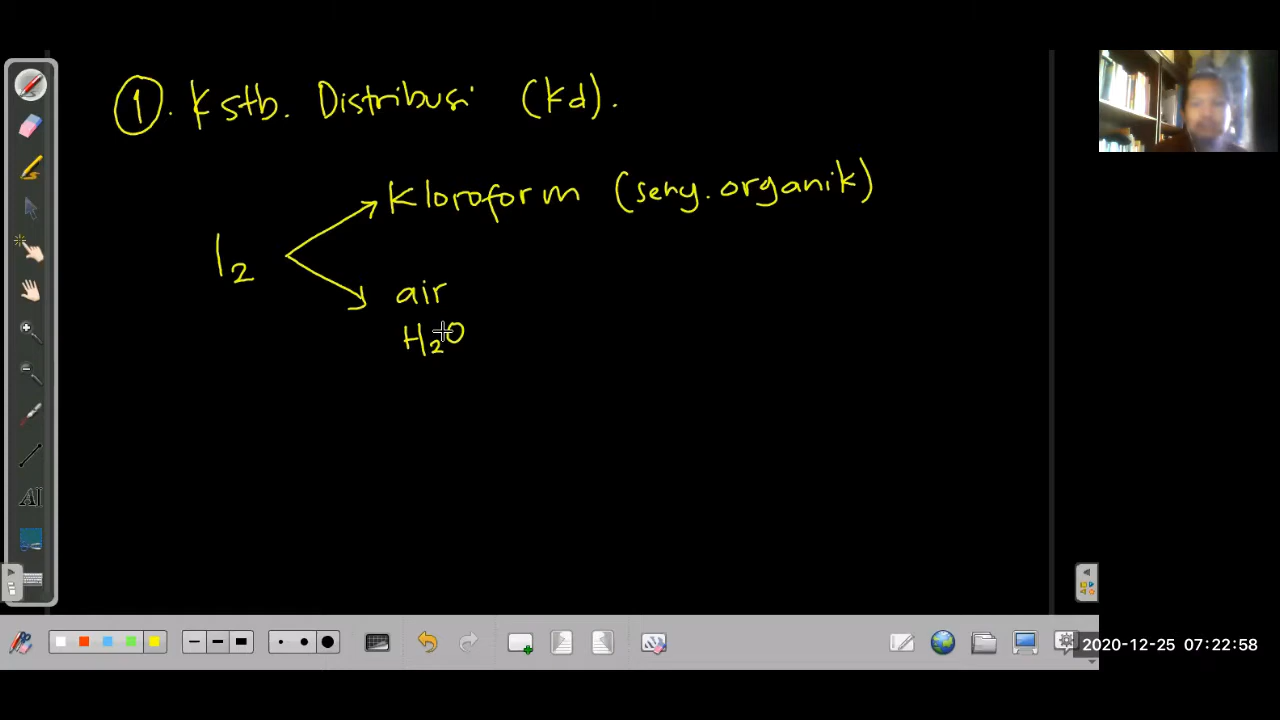 1. Kstb. Distribusi (Kd).
Kloroform (seny. organik)
I2
air
H2O
2020-12-25 07:22:58